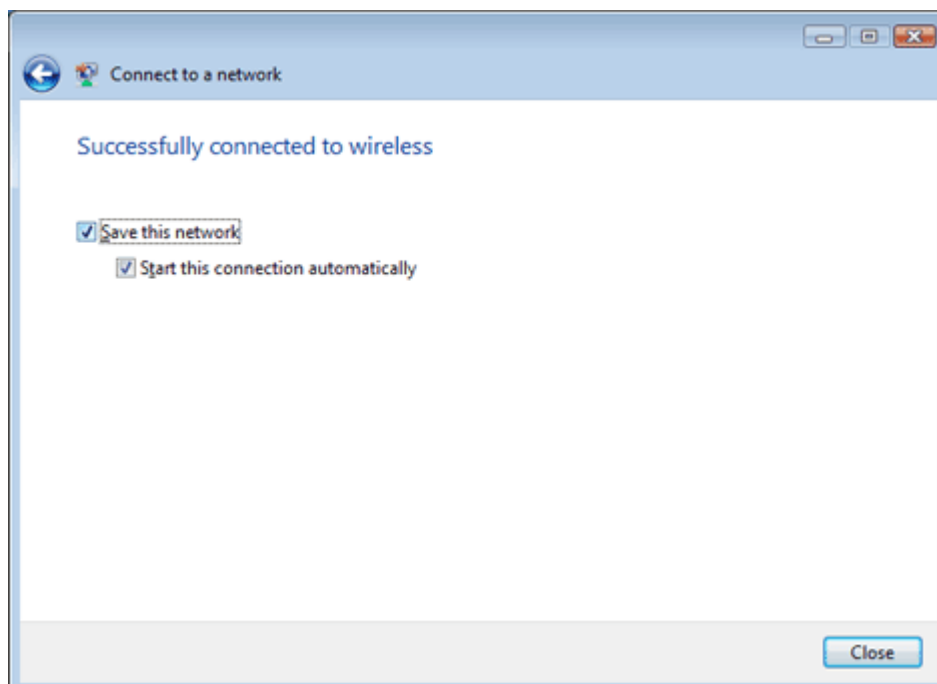 Connect to a network
Successfully connected to wireless
Save this network
Start this connection automatically
Close